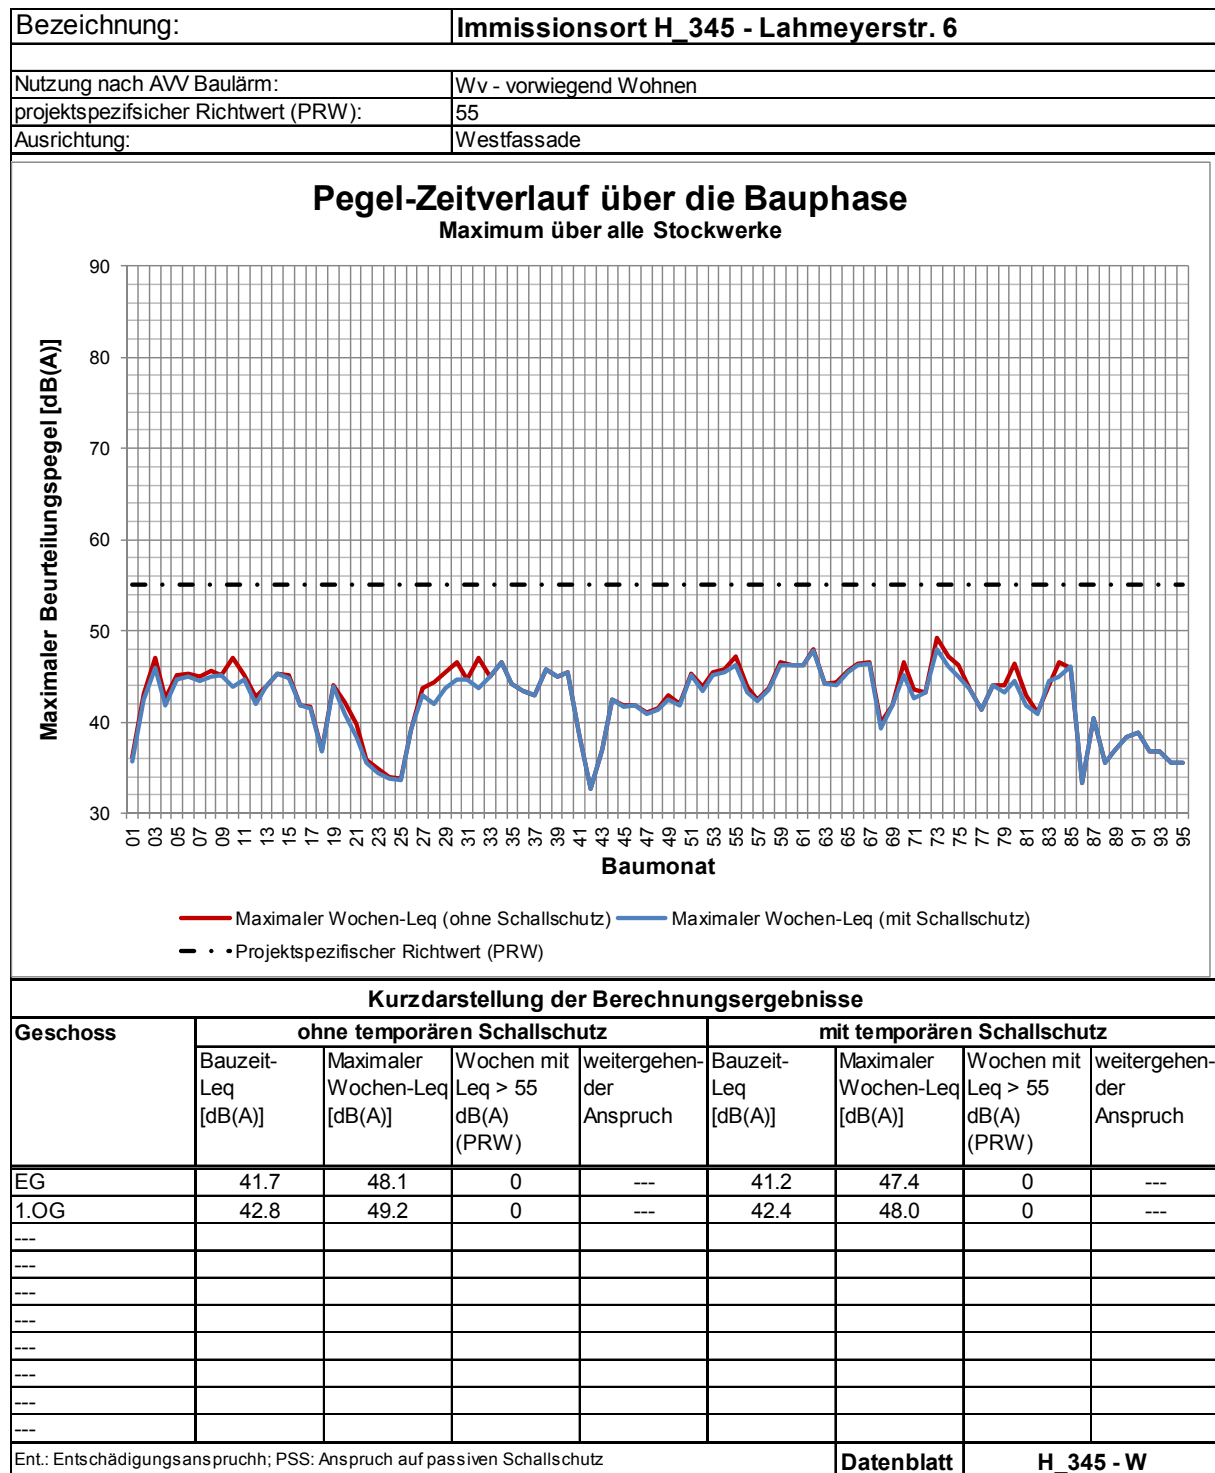 Bezeichnung: Immissionsort H_345 - Lahmeyerstr. 6
Nutzung nach AVV Baulärm: Wv - vorwiegend Wohnen
projektspezifsicher Richtwert (PRW): 55
Ausrichtung: Westfassade
Pegel-Zeitverlauf über die Bauphase
Maximum über alle Stockwerke
Maximaler Beurteilungspegel [dB(A)]
90
80
70
60
50
40
30
01 03 05 07 09 11 13 15 17 19 21 23 25 27 29 31 33 35 37 39 41 43 45 47 49 51 53 55 57 59 61 63 65 67 69 71 73 75 77 79 81 83 85 87 89 91 93 95
Baumonat
Maximaler Wochen-Leq (ohne Schallschutz) Maximaler Wochen-Leq (mit Schallschutz)
Projektspezifischer Richtwert (PRW)
Kurzdarstellung der Berechnungsergebnisse
Geschoss ohne temporären Schallschutz mit temporären Schallschutz
Bauzeit- Maximaler Wochen mit weitergehen- Bauzeit- Maximaler Wochen mit weitergehen-
Leq Wochen-Leq Leq > 55 der Leq Wochen-Leq Leq > 55 der
[dB(A)] [dB(A)] dB(A) Anspruch [dB(A)] [dB(A)] dB(A) Anspruch
(PRW) (PRW)
EG 41.7 48.1 0 --- 41.2 47.4 0 ---
1.OG 42.8 49.2 0 --- 42.4 48.0 0 ---
---
---
---
---
---
---
---
---
Ent.: Entschädigungsanspruchh; PSS: Anspruch auf passiven Schallschutz Datenblatt H_345 - W